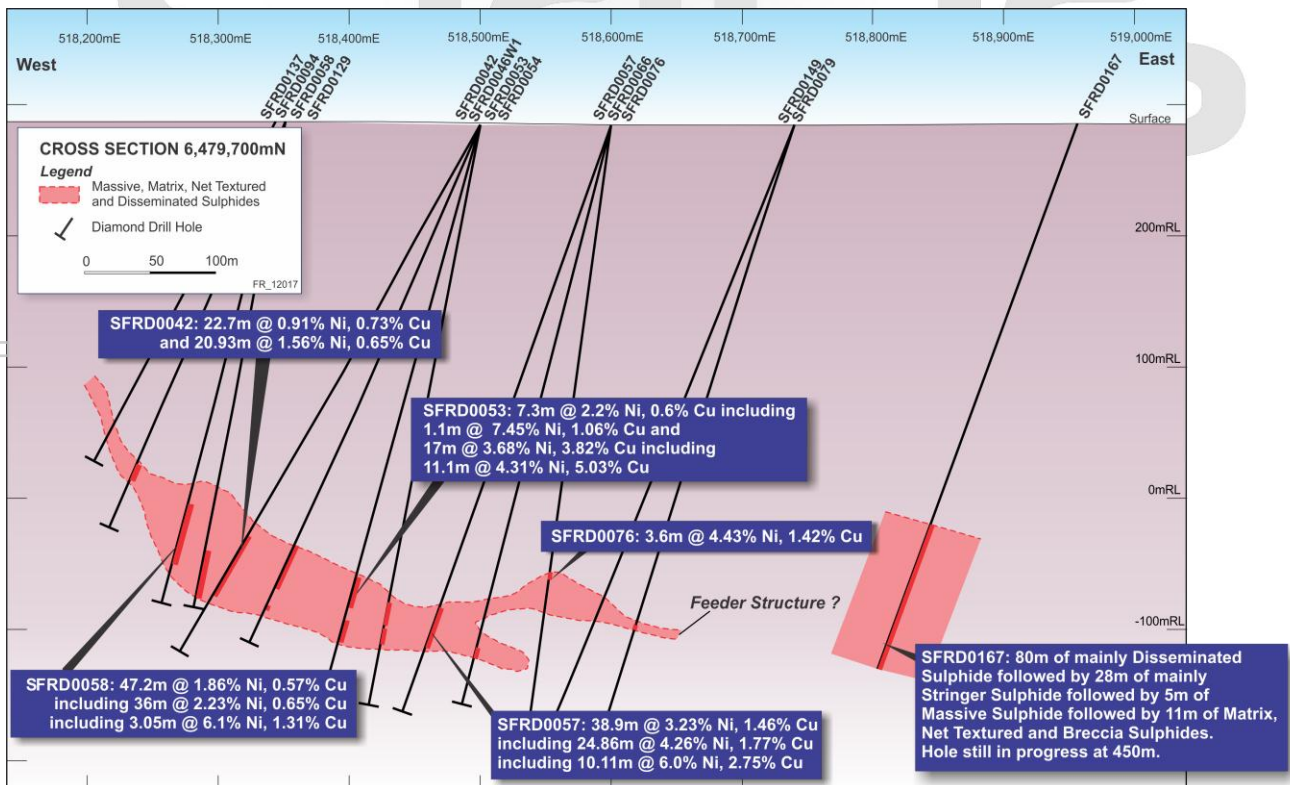 518,200mE
518,300mE
518,400mE
518,500mE
518,600mE
518,700mE
518,800mE
518,900mE
519,000mE
West
East
SFRD0137
SFRD0094
SFRD0058
SFRD0129
SFRD0042
SFRD0046W1
SFRD0053
SFRD0054
SFRD0057
SFRD0066
SFRD0076
SFRD0149
SFRD0079
SFRD0167
Surface
CROSS SECTION 6,479,700mN
Legend
Massive, Matrix, Net Textured
and Disseminated Sulphides
Diamond Drill Hole
0 50 100m
FR_12017
200mRL
100mRL
0mRL
-100mRL
SFRD0042: 22.7m @ 0.91% Ni, 0.73% Cu
and 20.93m @ 1.56% Ni, 0.65% Cu
SFRD0053: 7.3m @ 2.2% Ni, 0.6% Cu including
1.1m @ 7.45% Ni, 1.06% Cu and
17m @ 3.68% Ni, 3.82% Cu including
11.1m @ 4.31% Ni, 5.03% Cu
SFRD0076: 3.6m @ 4.43% Ni, 1.42% Cu
Feeder Structure ?
SFRD0058: 47.2m @ 1.86% Ni, 0.57% Cu
including 36m @ 2.23% Ni, 0.65% Cu
including 3.05m @ 6.1% Ni, 1.31% Cu
SFRD0057: 38.9m @ 3.23% Ni, 1.46% Cu
including 24.86m @ 4.26% Ni, 1.77% Cu
including 10.11m @ 6.0% Ni, 2.75% Cu
SFRD0167: 80m of mainly Disseminated
Sulphide followed by 28m of mainly
Stringer Sulphide followed by 5m of
Massive Sulphide followed by 11m of Matrix,
Net Textured and Breccia Sulphides.
Hole still in progress at 450m.